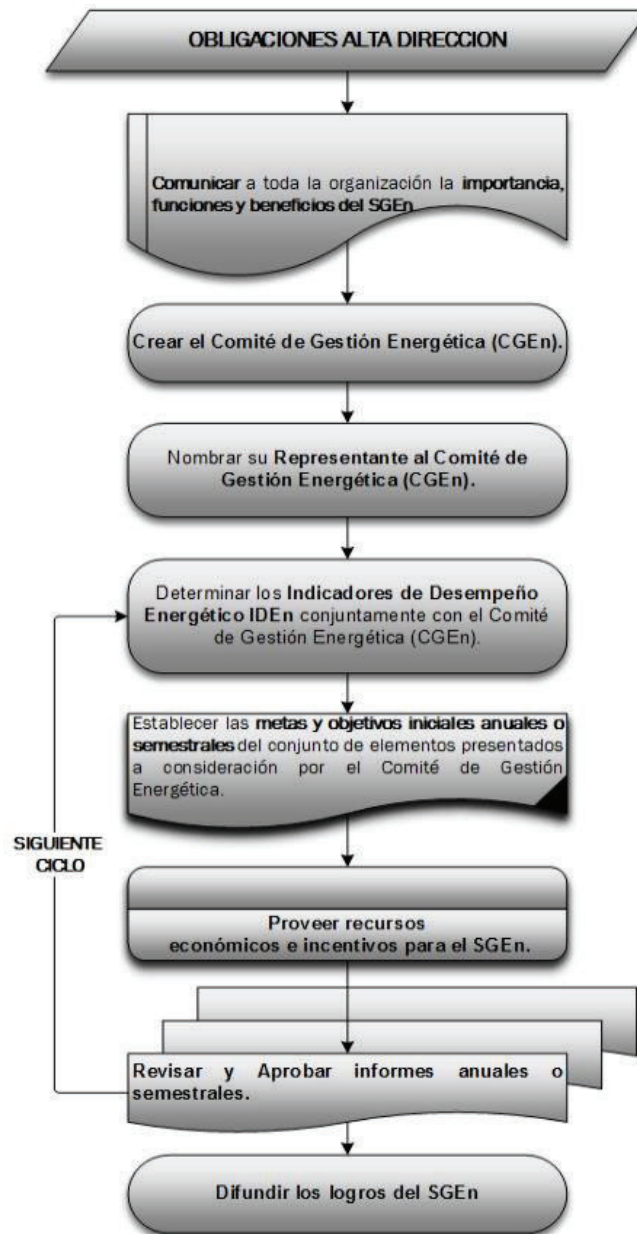 OBLIGACIONES ALTA DIRECCION
Comunicar a toda la organización la importancia,
funciones y beneficios del SGEn.
Crear el Comité de Gestión Energética (CGEn).
Nombrar su Representante al Comité de
Gestión Energética (CGEn).
Determinar los Indicadores de Desempeño
Energético IDEn conjuntamente con el Comité
de Gestión Energética (CGEn).
Establecer las metas y objetivos iniciales anuales o
semestrales del conjunto de elementos presentados
a consideración por el Comité de Gestión
Energética.
SIGUIENTE
CICLO
Proveer recursos
económicos e incentivos para el SGEn.
Revisar y Aprobar informes anuales o
semestrales.
Difundir los logros del SGEn